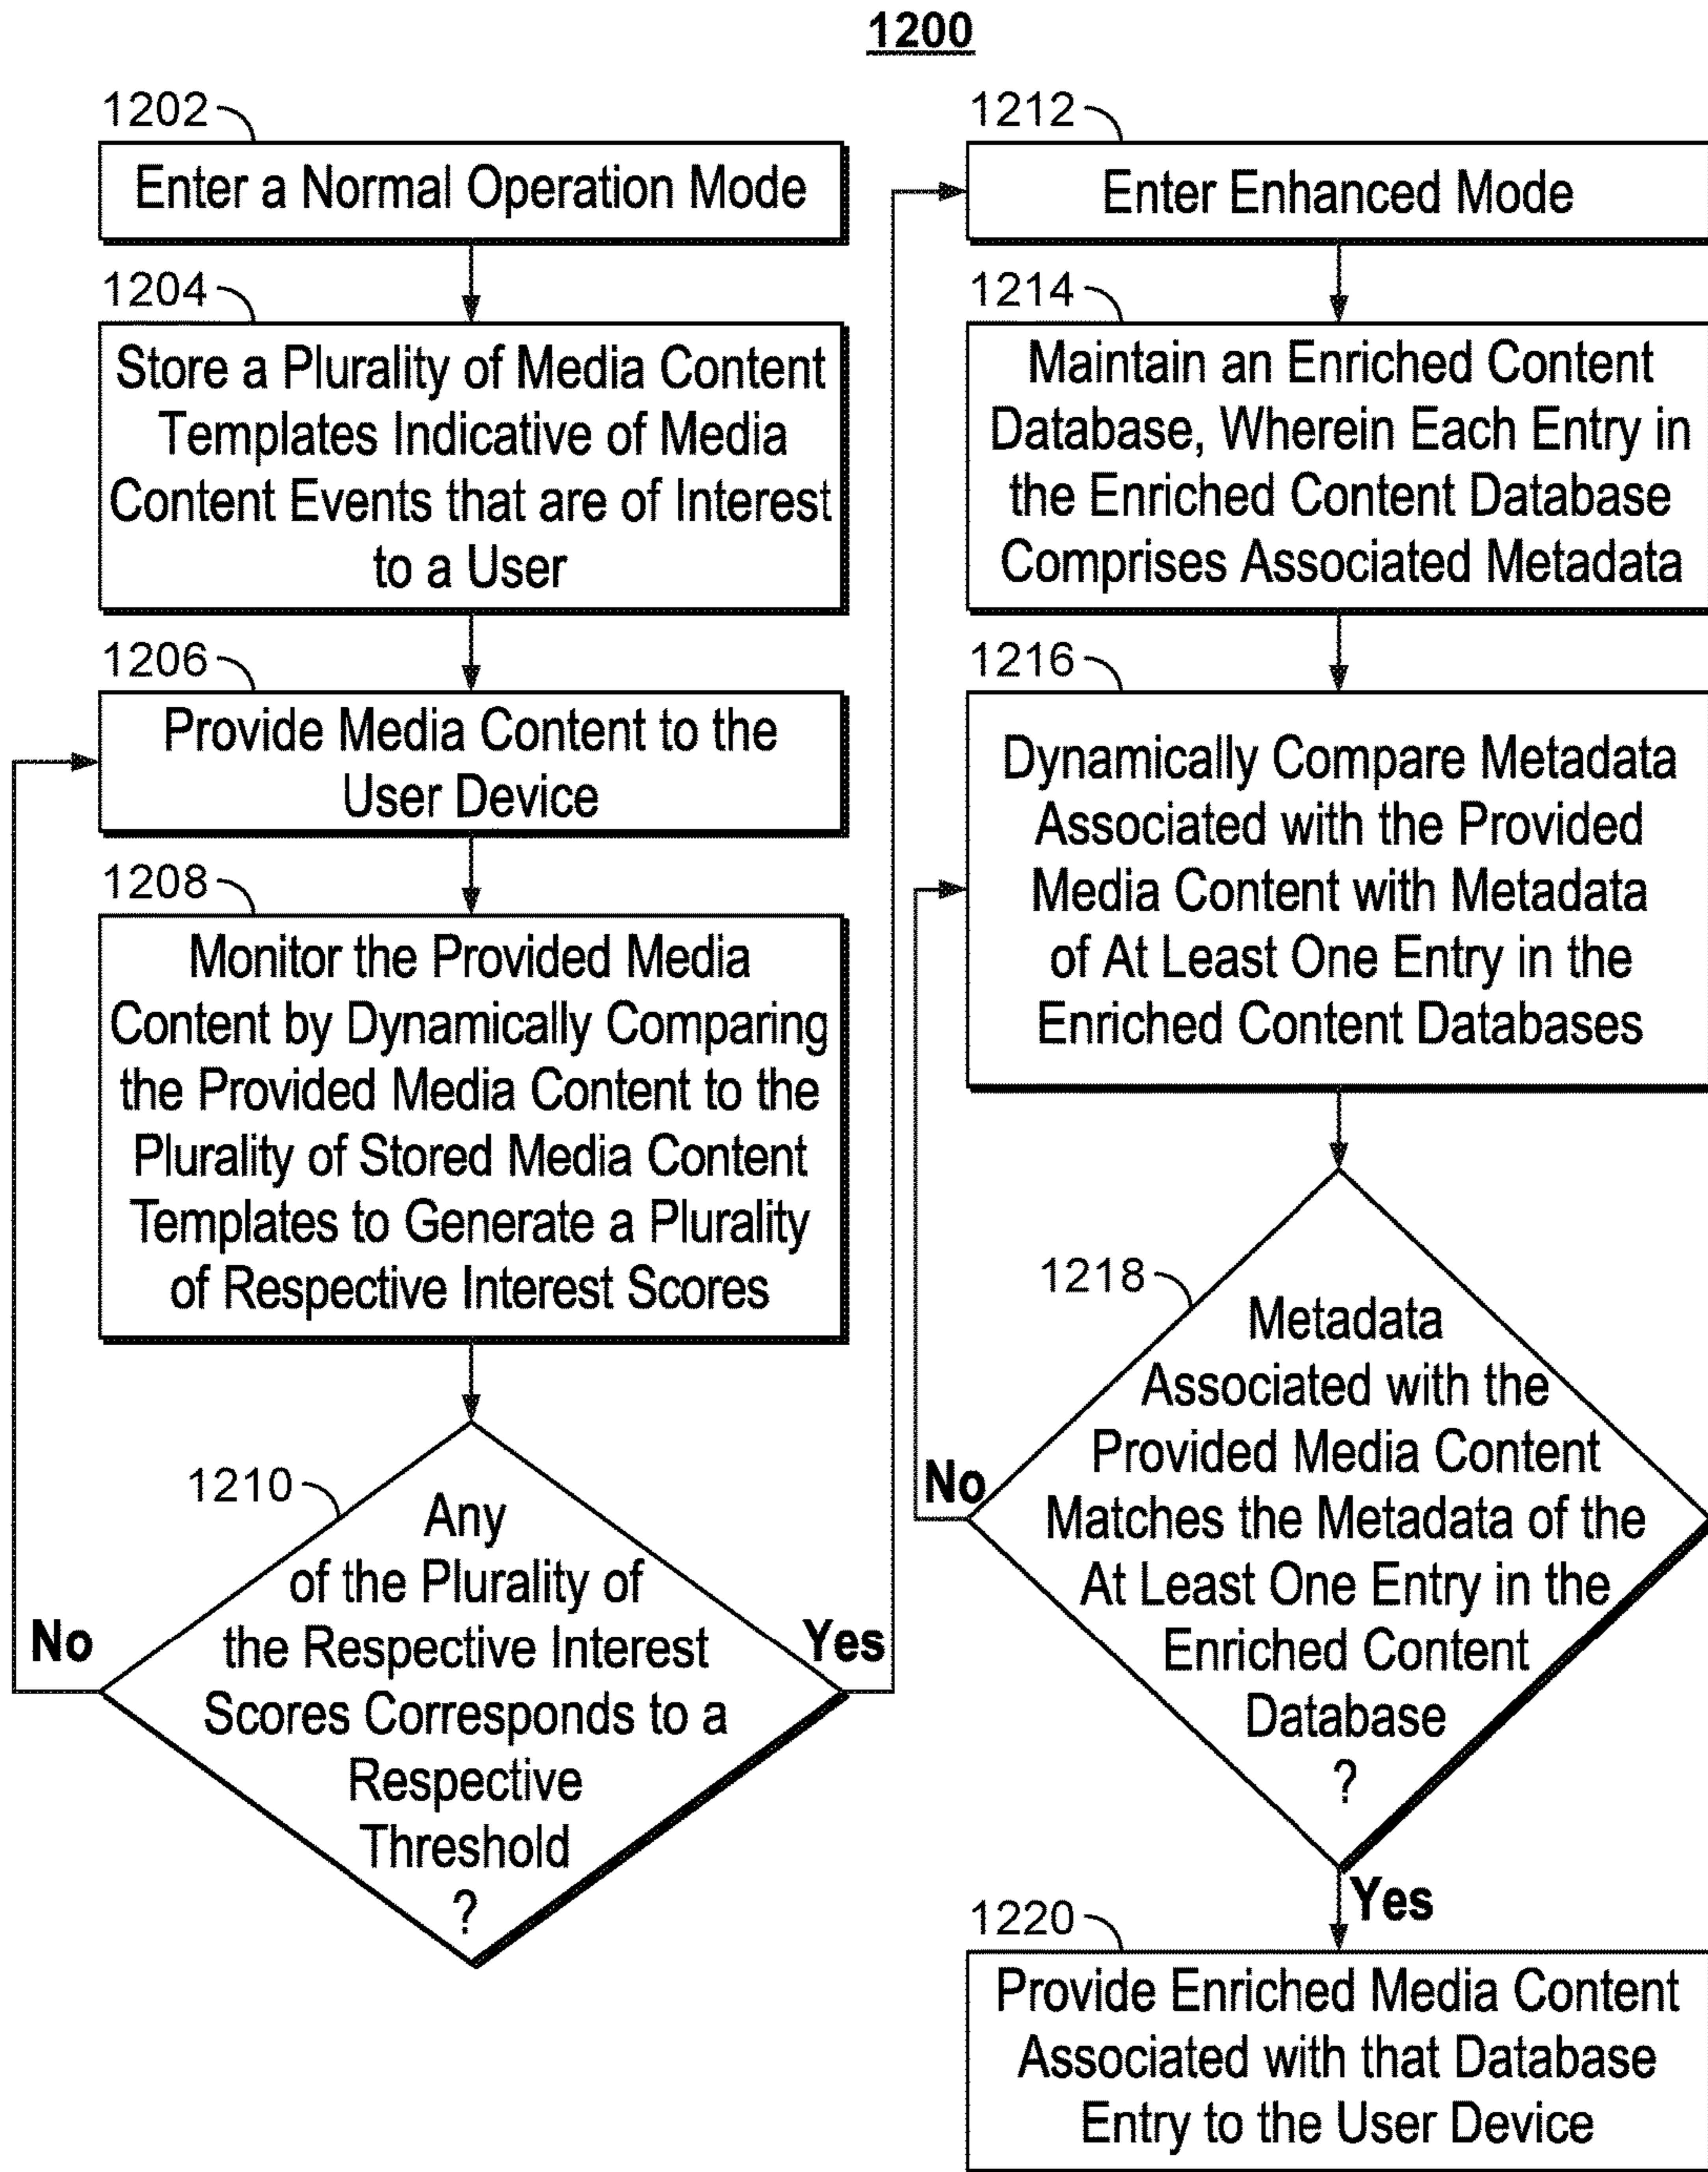 1200
1202
Enter a Normal Operation Mode
1204
Store a Plurality of Media Content
Templates Indicative of Media
Content Events that are of Interest
to a User
1206
Provide Media Content to the
User Device
1208
Monitor the Provided Media
Content by Dynamically Comparing
the Provided Media Content to the
Plurality of Stored Media Content
Templates to Generate a Plurality
of Respective Interest Scores
1210
Any
of the Plurality of
the Respective Interest
Scores Corresponds to a
Respective
Threshold
?
No
Yes
1212
Enter Enhanced Mode
1214
Maintain an Enriched Content
Database, Wherein Each Entry in
the Enriched Content Database
Comprises Associated Metadata
1216
Dynamically Compare Metadata
Associated with the Provided
Media Content with Metadata
of At Least One Entry in the
Enriched Content Databases
1218
Metadata
Associated with the
Provided Media Content
Matches the Metadata of the
At Least One Entry in the
Enriched Content
Database
?
No
Yes
1220
Provide Enriched Media Content
Associated with that Database
Entry to the User Device